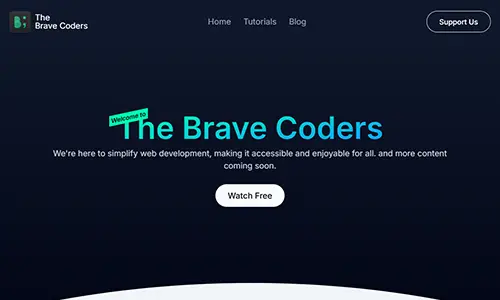 The
Brave Coders
Home Tutorials Blog
Support Us
Welcome to
The Brave Coders
We're here to simplify web development, making it accessible and enjoyable for all. and more content
coming soon.
Watch Free